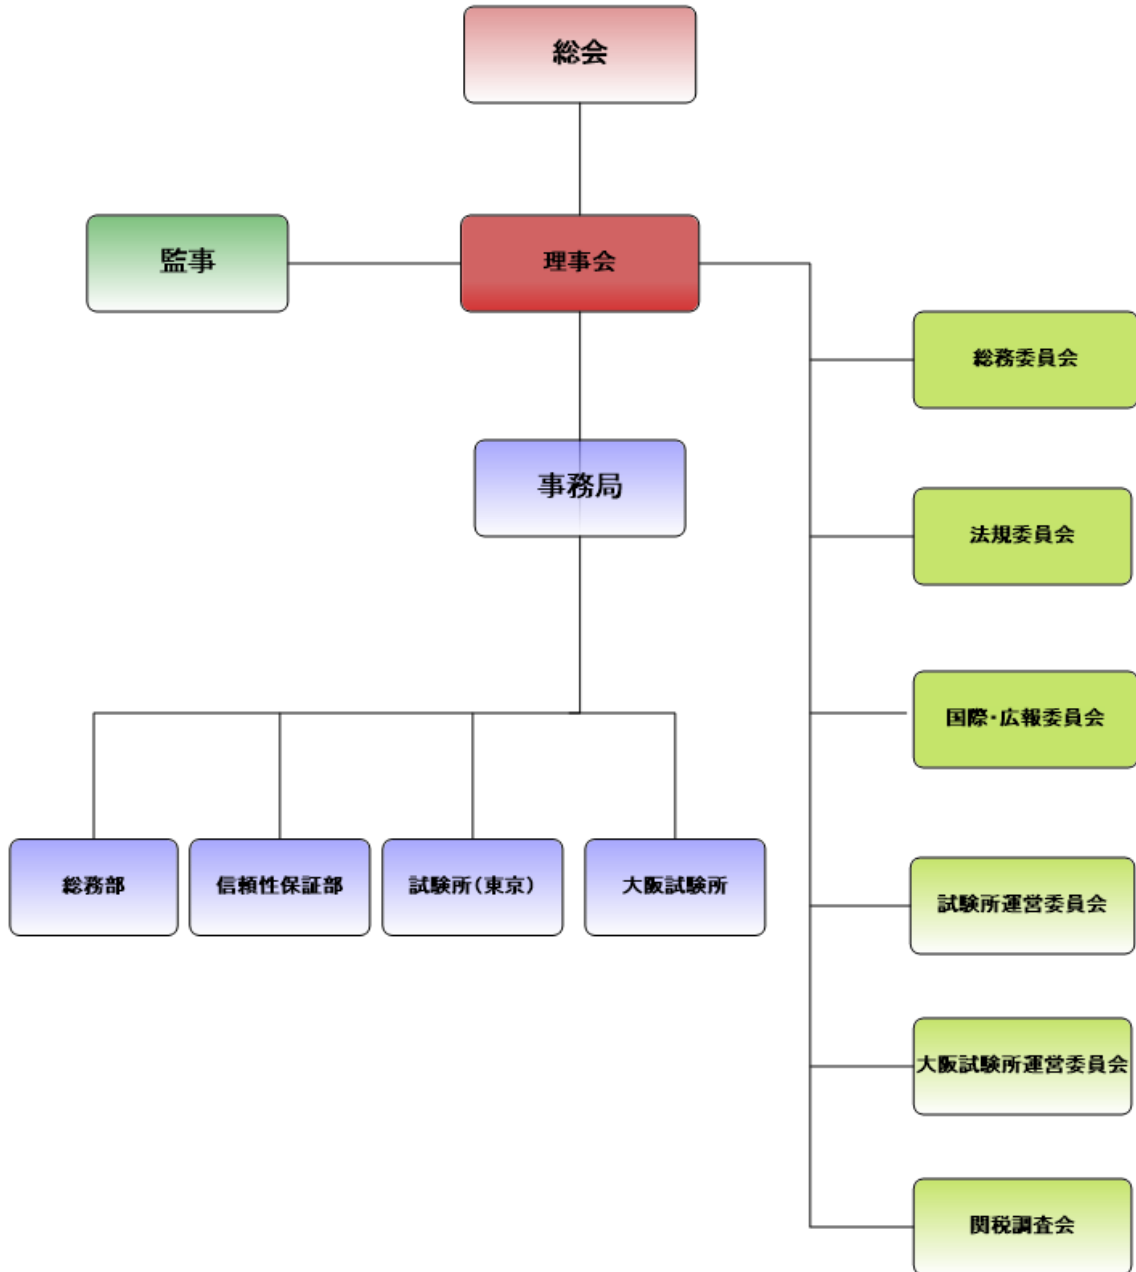 総会
監事
理事会
総務委員会
事務局
法規委員会
国際・広報委員会
総務部
信頼性保証部
試験所(東京)
大阪試験所
試験所運営委員会
大阪試験所運営委員会
関税調査会